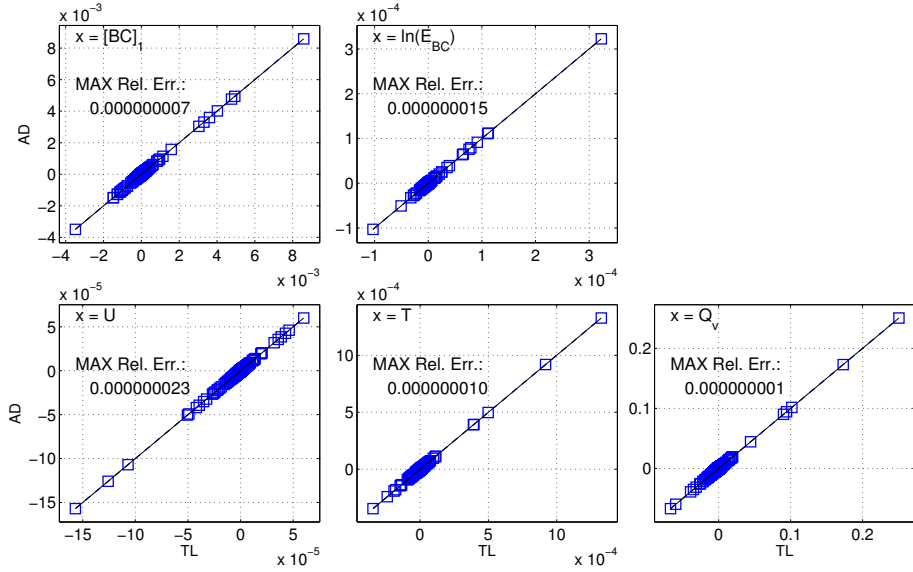 x 10⁻³
x = [BC]₁
MAX Rel. Err.:
0.000000007
8
6
4
2
0
−2
−4
AD
−4 −2 0 2 4 6 8
x 10⁻³
x 10⁻⁴
x = ln(E_BC)
MAX Rel. Err.:
0.000000015
3
2
1
0
−1
−1 0 1 2 3
x 10⁻⁴
x 10⁻⁵
x = U
MAX Rel. Err.:
0.000000023
5
0
−5
−10
−15
AD
−15 −10 −5 0 5
TL
x 10⁻⁵
x 10⁻⁴
x = T
MAX Rel. Err.:
0.000000010
10
5
0
0 5 10
TL
x 10⁻⁴
x = Q_v
MAX Rel. Err.:
0.000000001
0.2
0.1
0
0 0.1 0.2
TL